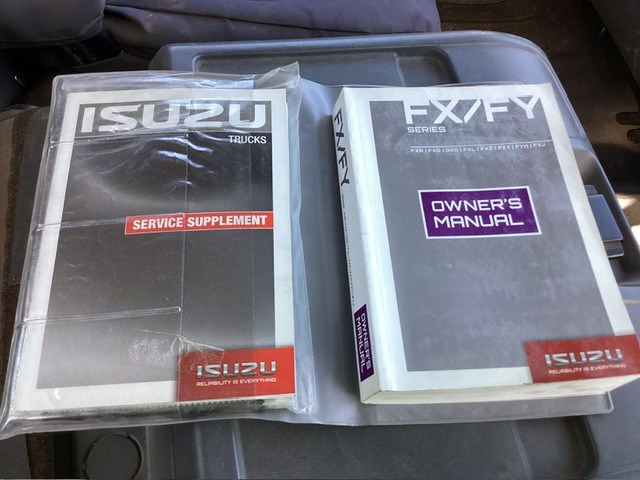 ISUZU
TRUCKS
SERVICE SUPPLEMENT
ISUZU
RELIABILITY IS EVERYTHING
FX/FY
OWNER'S
MANUAL
FX/FY
SERIES
OWNER'S
MANUAL
ISUZU
RELIABILITY IS EVERYTHING